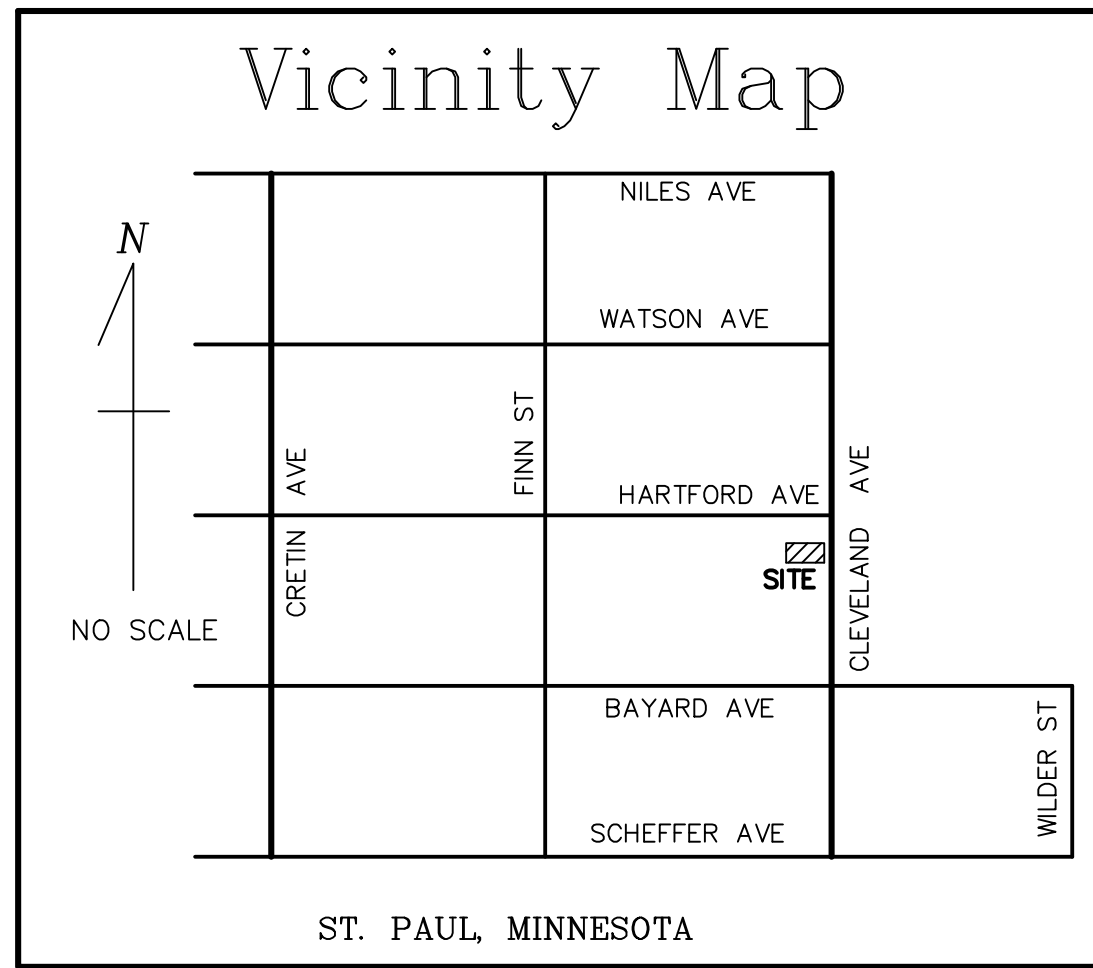 Vicinity Map
NILES AVE
N
WATSON AVE
FINN ST
CRETIN AVE
CLEVELAND AVE
HARTFORD AVE
SITE
NO SCALE
BAYARD AVE
WILDER ST
SCHEFFER AVE
ST. PAUL, MINNESOTA